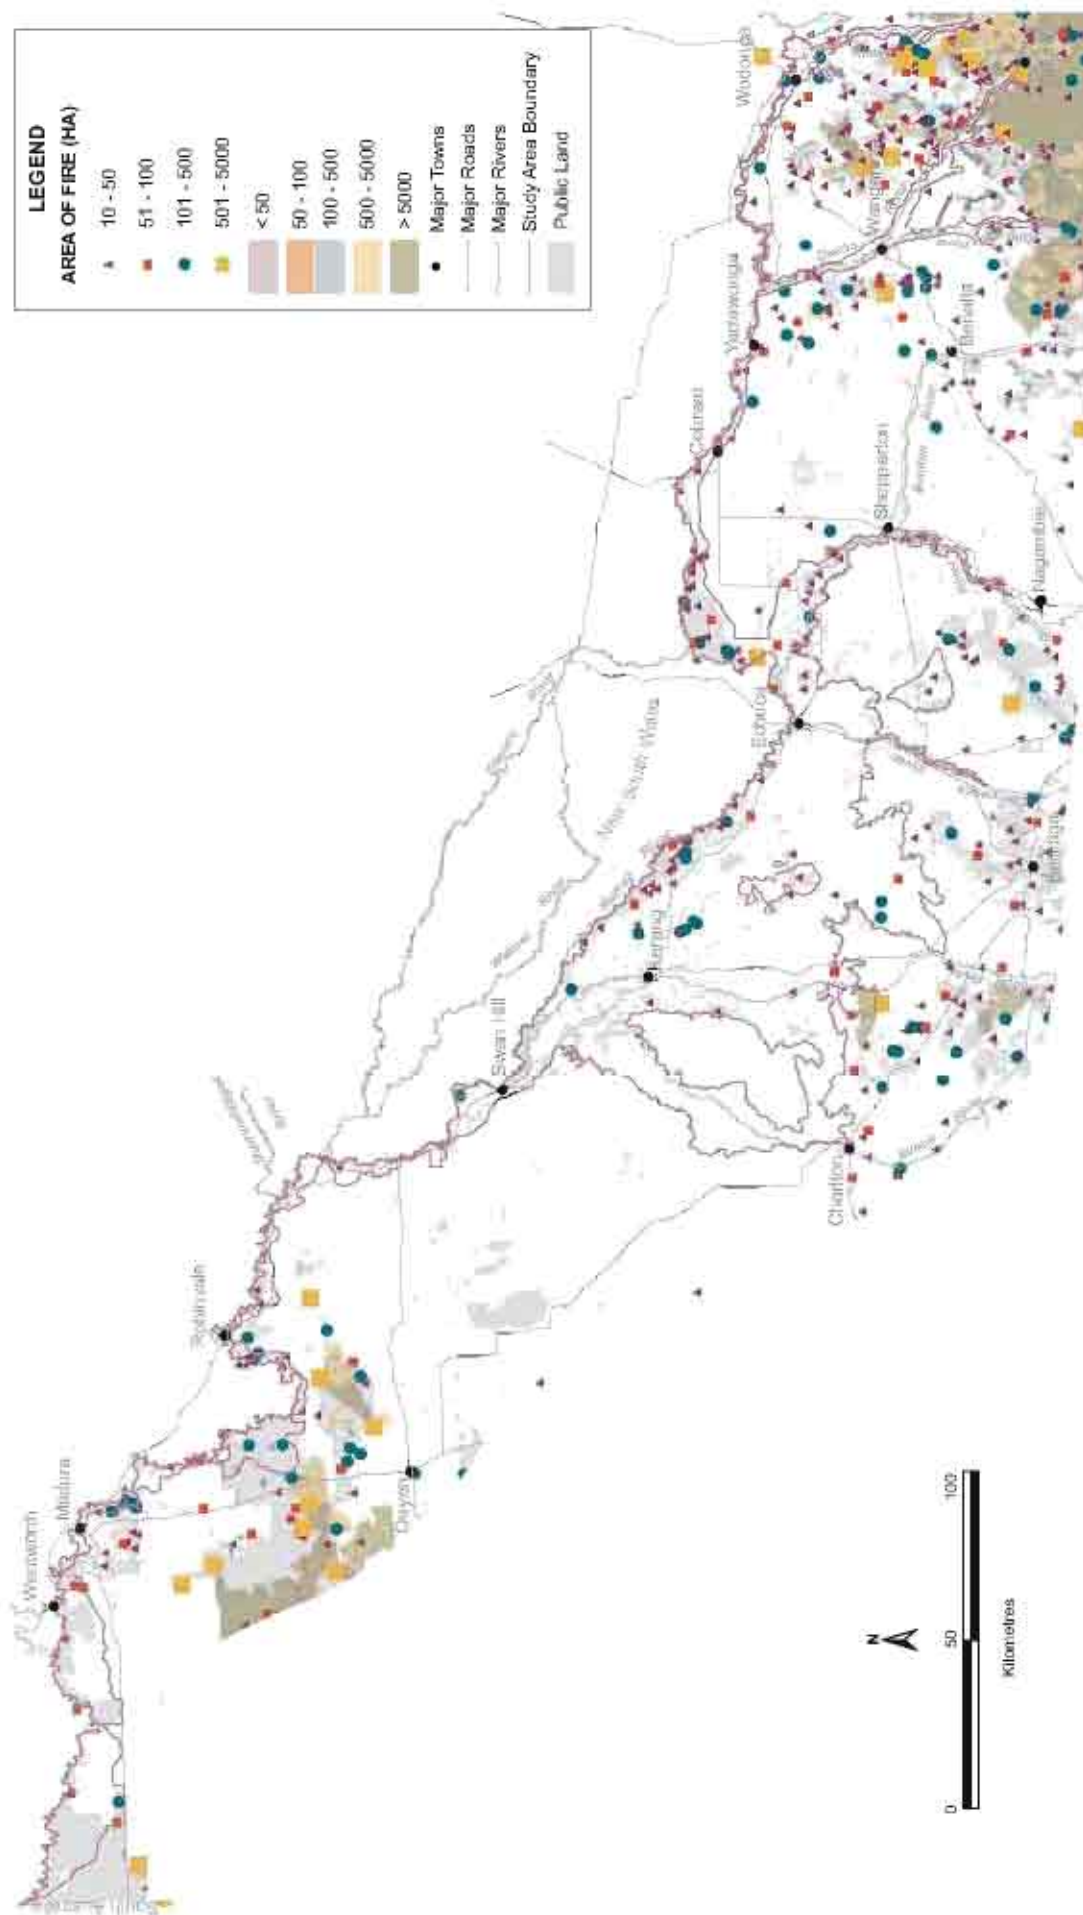 LEGEND
AREA OF FIRE (HA)
10 - 50
51 - 100
101 - 500
501 - 5000
< 50
50 - 100
100 - 500
500 - 5000
> 5000
Major Towns
Major Roads
Major Rivers
Study Area Boundary
Public Land
Wentworth
Mildura
Robinvale
Ouyen
Swan Hill
Kerang
Charlton
New South Wales
Echuca
Bendigo
Cobram
Shepparton
Nagambie
Yarrawonga
Benalla
Wodonga
N
0
50
100
Kilometres